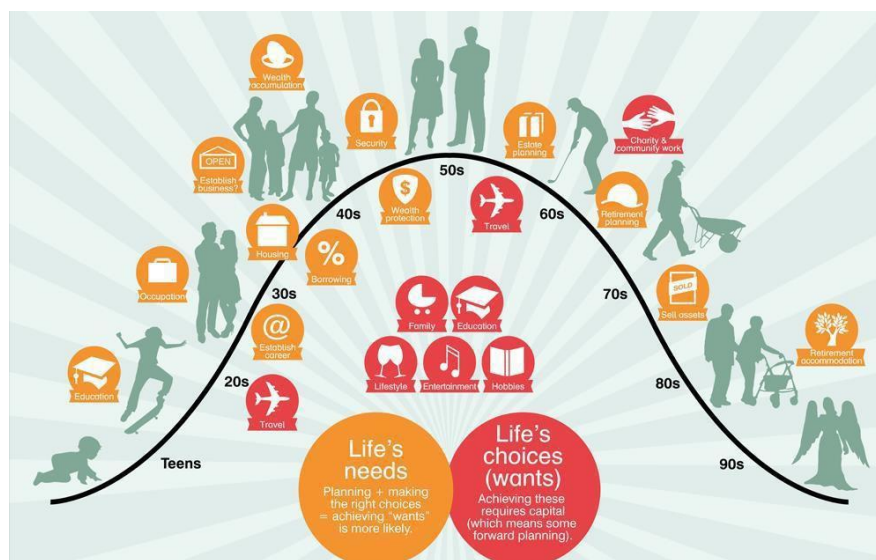 Wealth
accumulation
Security
Estate
planning
Charity &
community work
OPEN
Establish
business?
50s
$
Wealth
protection
Travel
40s
60s
Retirement
planning
Housing
%
Borrowing
Occupation
30s
70s
SOLD
Sell assets
@
Establish
career
Family
Education
Retirement
accommodation
Education
20s
Lifestyle
Entertainment
Hobbies
80s
Travel
Teens
90s
Life's
needs
Planning + making
the right choices
= achieving "wants"
is more likely.
Life's
choices
(wants)
Achieving these
requires capital
(which means some
forward planning).